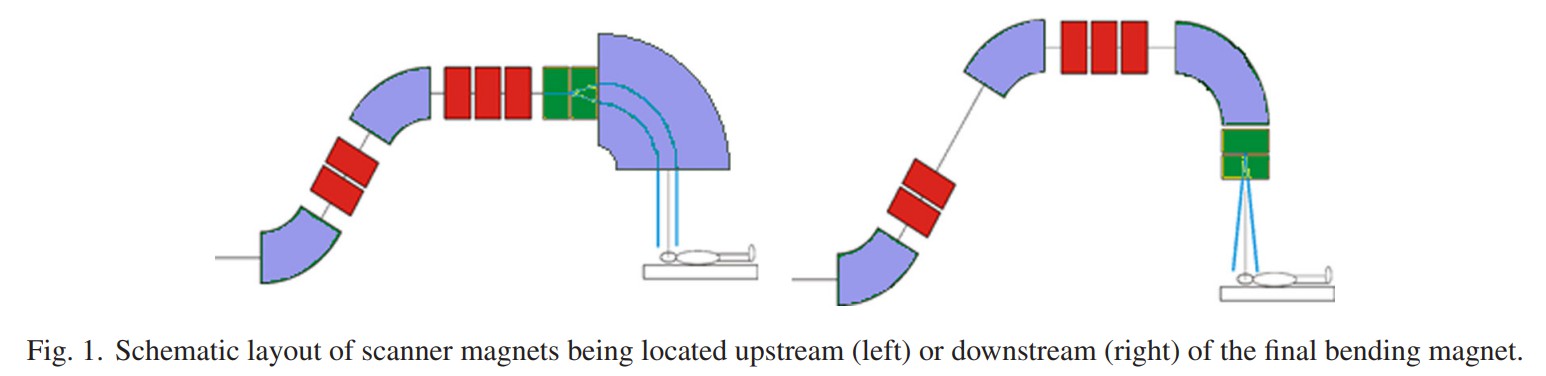 Fig. 1. Schematic layout of scanner magnets being located upstream (left) or downstream (right) of the final bending magnet.